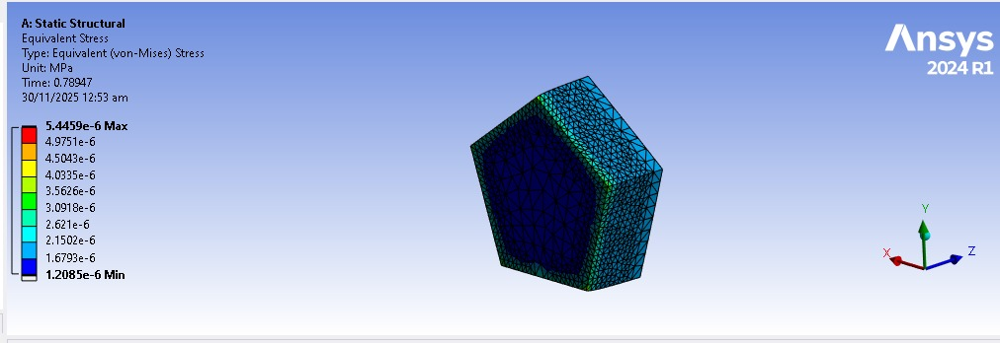 A: Static Structural
Equivalent Stress
Type: Equivalent (von-Mises) Stress
Unit: MPa
Time: 0.78947
30/11/2025 12:53 am
5.4459e-6 Max
4.9751e-6
4.5043e-6
4.0335e-6
3.5626e-6
3.0918e-6
2.621e-6
2.1502e-6
1.6793e-6
1.2085e-6 Min
Ansys
2024 R1
Y
X
Z